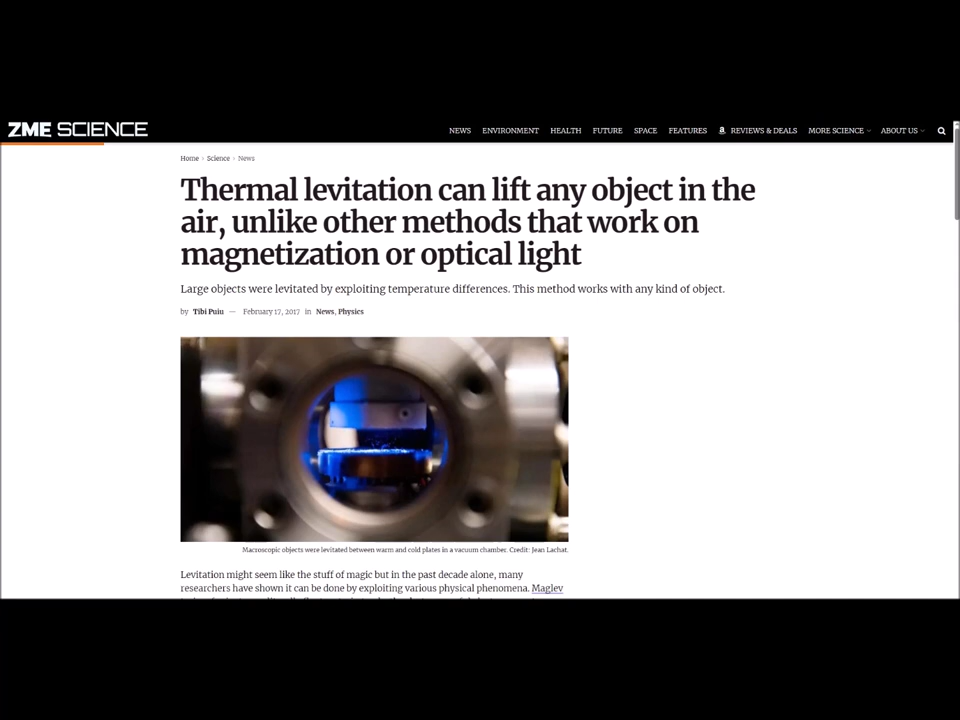 ZME SCIENCE
NEWS ENVIRONMENT HEALTH FUTURE SPACE FEATURES REVIEWS & DEALS MORE SCIENCE ABOUT US
Home › Science › News
Thermal levitation can lift any object in the
air, unlike other methods that work on
magnetization or optical light
Large objects were levitated by exploiting temperature differences. This method works with any kind of object.
by Tibi Puiu — February 17, 2017 in News, Physics
Macroscopic objects were levitated between warm and cold plates in a vacuum chamber. Credit: Jean Lachat.
Levitation might seem like the stuff of magic but in the past decade alone, many
researchers have shown it can be done by exploiting various physical phenomena. Maglev